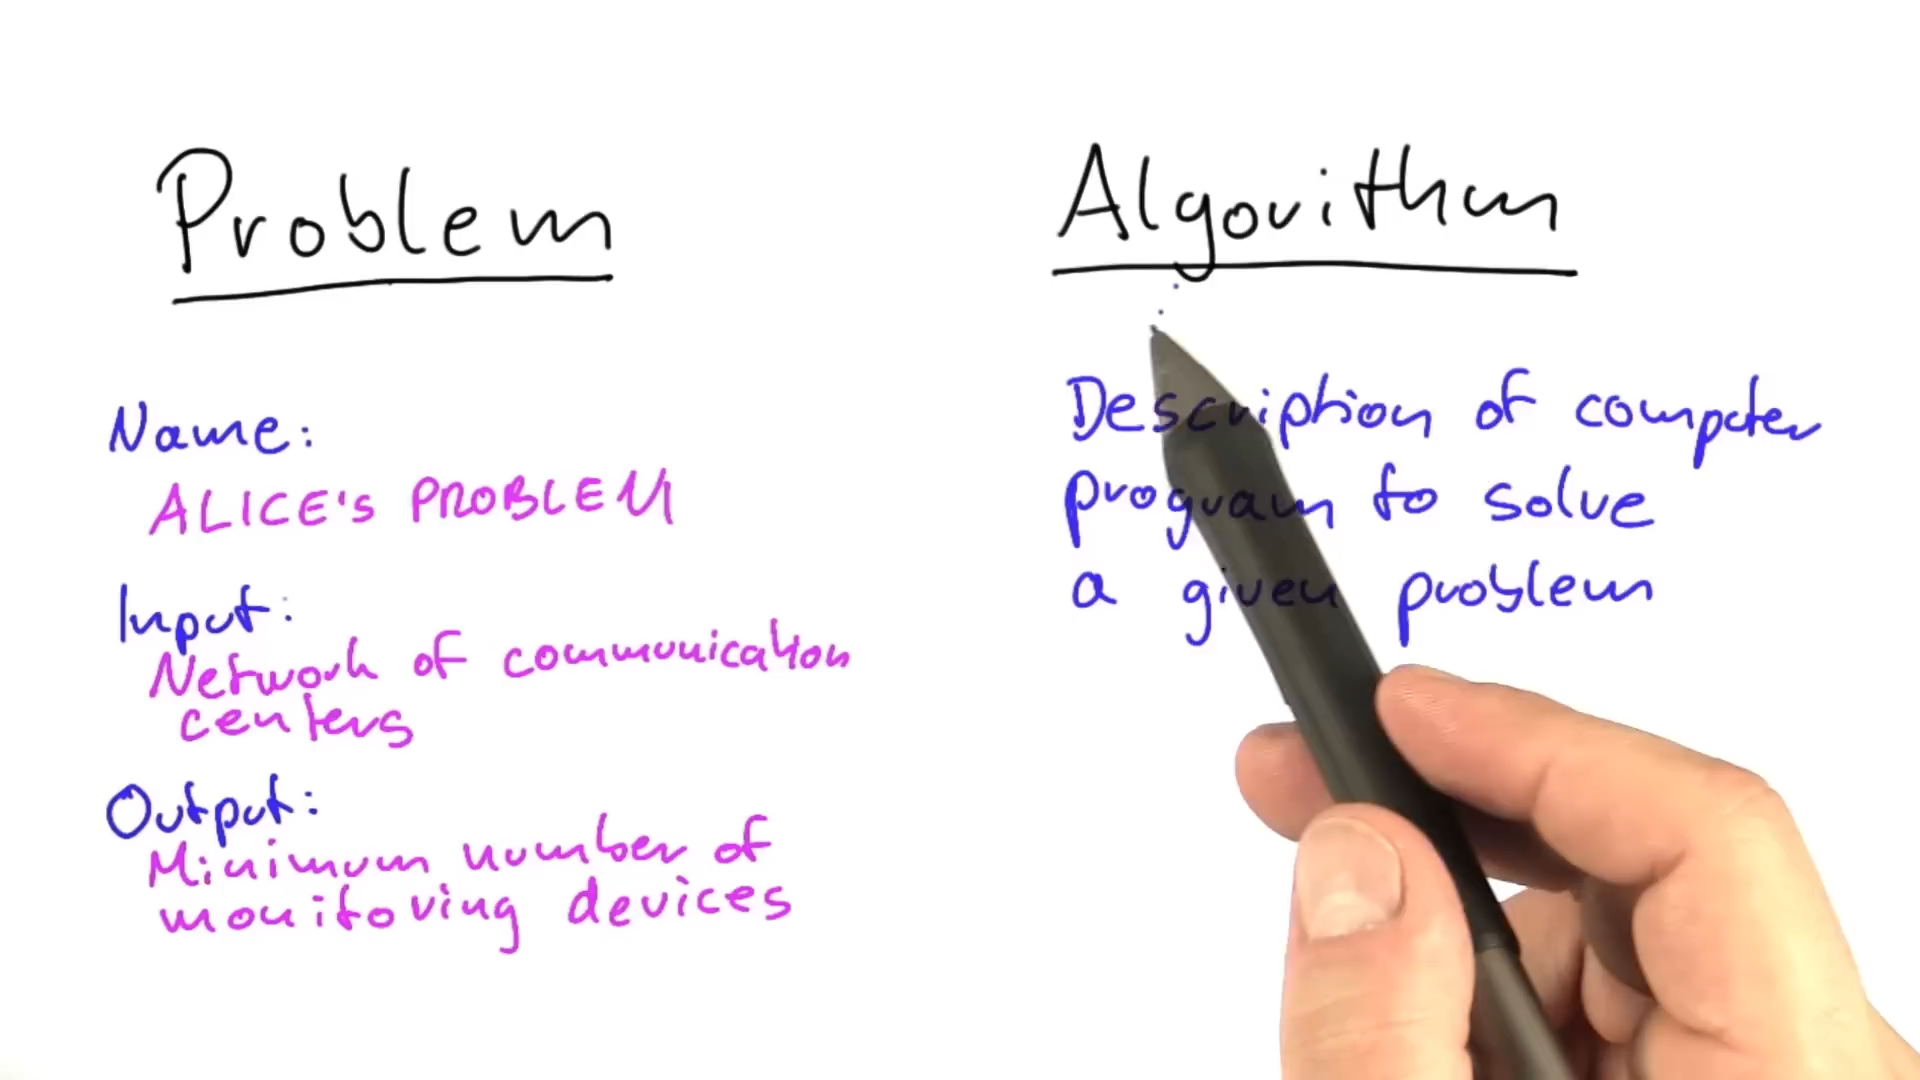 Problem
Name:
ALICE's PROBLEM
Input:
Network of communication
centers
Output:
Minimum number of
monitoring devices
Algorithm
Description of computer
program to solve
a given problem